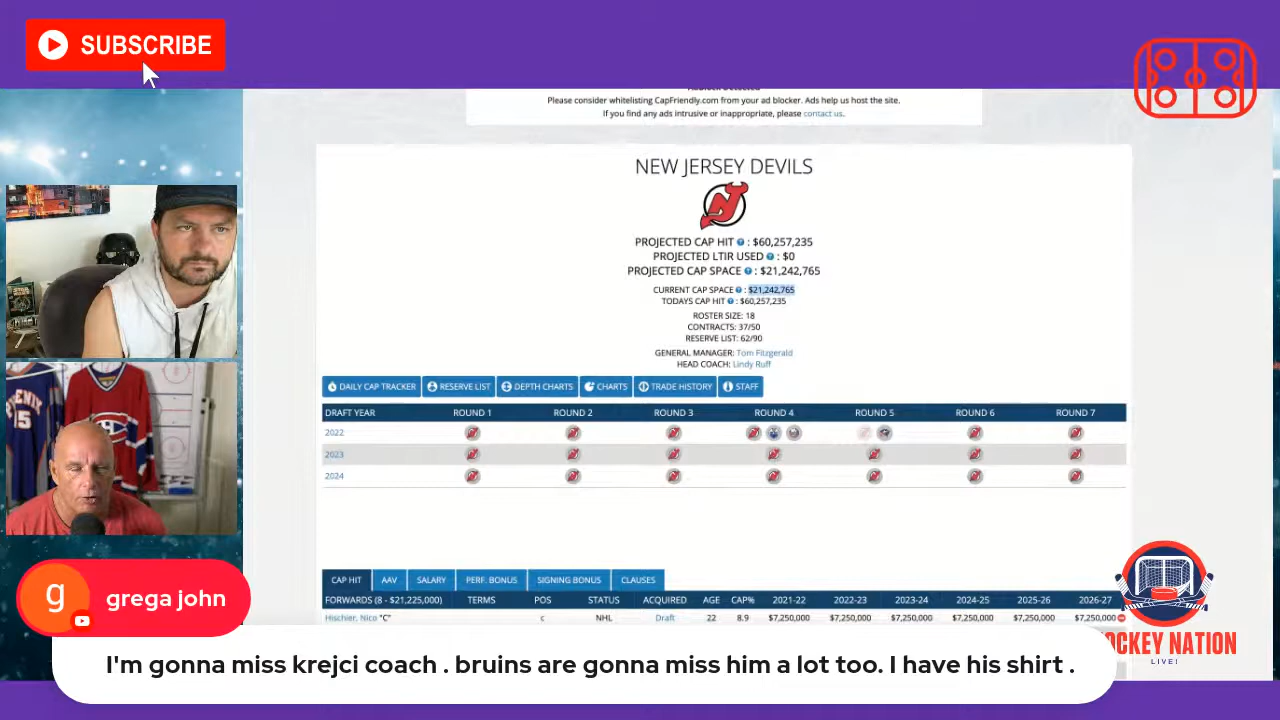 SUBSCRIBE
Please consider whitelisting CapFriendly.com from your ad blocker. Ads help us host the site.
If you find any ads intrusive or inappropriate, please contact us.
NEW JERSEY DEVILS
PROJECTED CAP HIT : $60,257,235
PROJECTED LTIR USED : $0
PROJECTED CAP SPACE : $21,242,765
CURRENT CAP SPACE : $21,242,765
TODAYS CAP HIT : $60,257,235
ROSTER SIZE: 18
CONTRACTS: 37/50
RESERVE LIST: 62/90
GENERAL MANAGER: Tom Fitzgerald
HEAD COACH: Lindy Ruff
DAILY CAP TRACKER RESERVE LIST DEPTH CHARTS CHARTS TRADE HISTORY STAFF
DRAFT YEAR ROUND 1 ROUND 2 ROUND 3 ROUND 4 ROUND 5 ROUND 6 ROUND 7
2022
2023
2024
CAP HIT AAV SALARY PERF. BONUS SIGNING BONUS CLAUSES
FORWARDS (8 - $21,225,000) TERMS POS STATUS ACQUIRED AGE CAP% 2021-22 2022-23 2023-24 2024-25 2025-26 2026-27
Hischier, Nico "C" c NHL Draft 22 8.9 $7,250,000 $7,250,000 $7,250,000 $7,250,000 $7,250,000 $7,250,000
15
g grega john
I'm gonna miss krejci coach . bruins are gonna miss him a lot too. I have his shirt .
OCKEY NATION
LIVE!